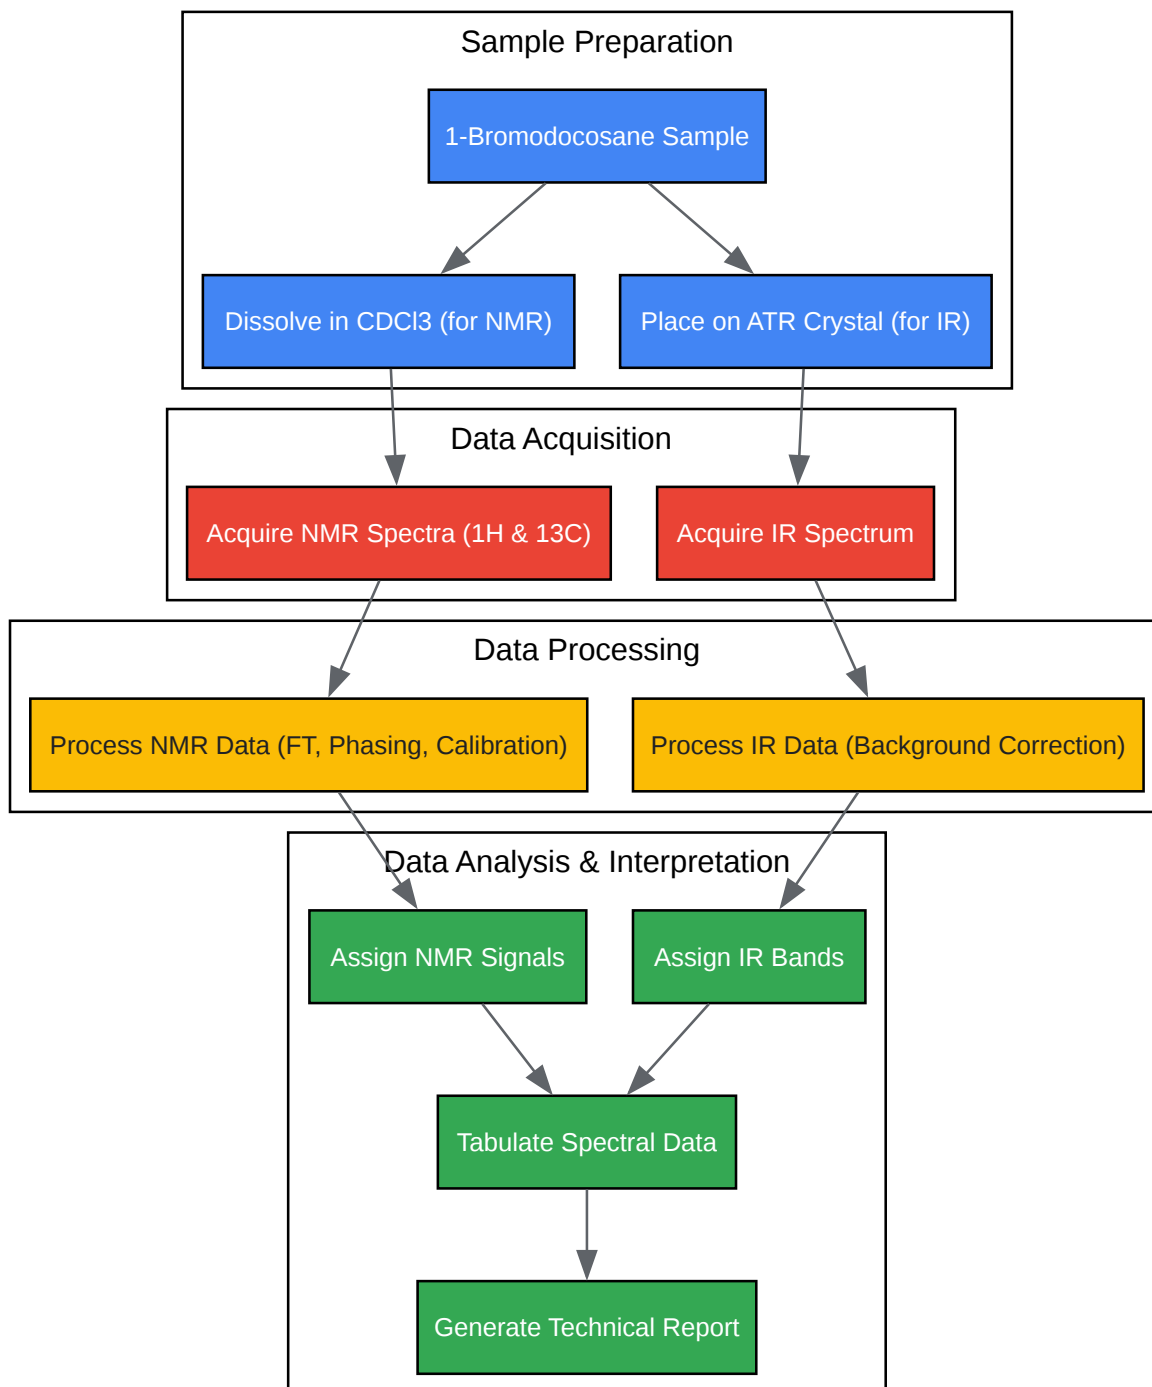 Sample Preparation
1-Bromodocosane Sample
Dissolve in CDCl3 (for NMR)
Place on ATR Crystal (for IR)
Data Acquisition
Acquire NMR Spectra (1H & 13C)
Acquire IR Spectrum
Data Processing
Process NMR Data (FT, Phasing, Calibration)
Process IR Data (Background Correction)
Data Analysis & Interpretation
Assign NMR Signals
Assign IR Bands
Tabulate Spectral Data
Generate Technical Report